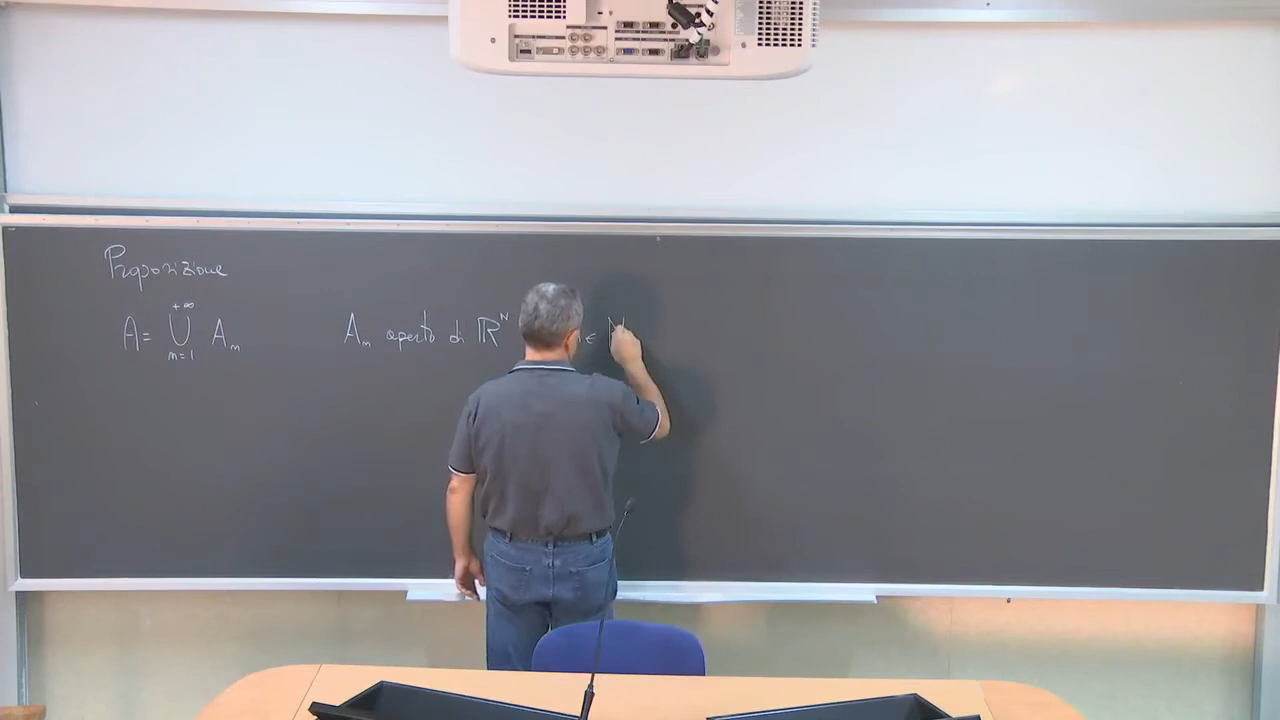 Proposizione
A = ⋃_{m=1}^{+∞} A_m    A_m aperto di ℝ^N ∈ ℕ